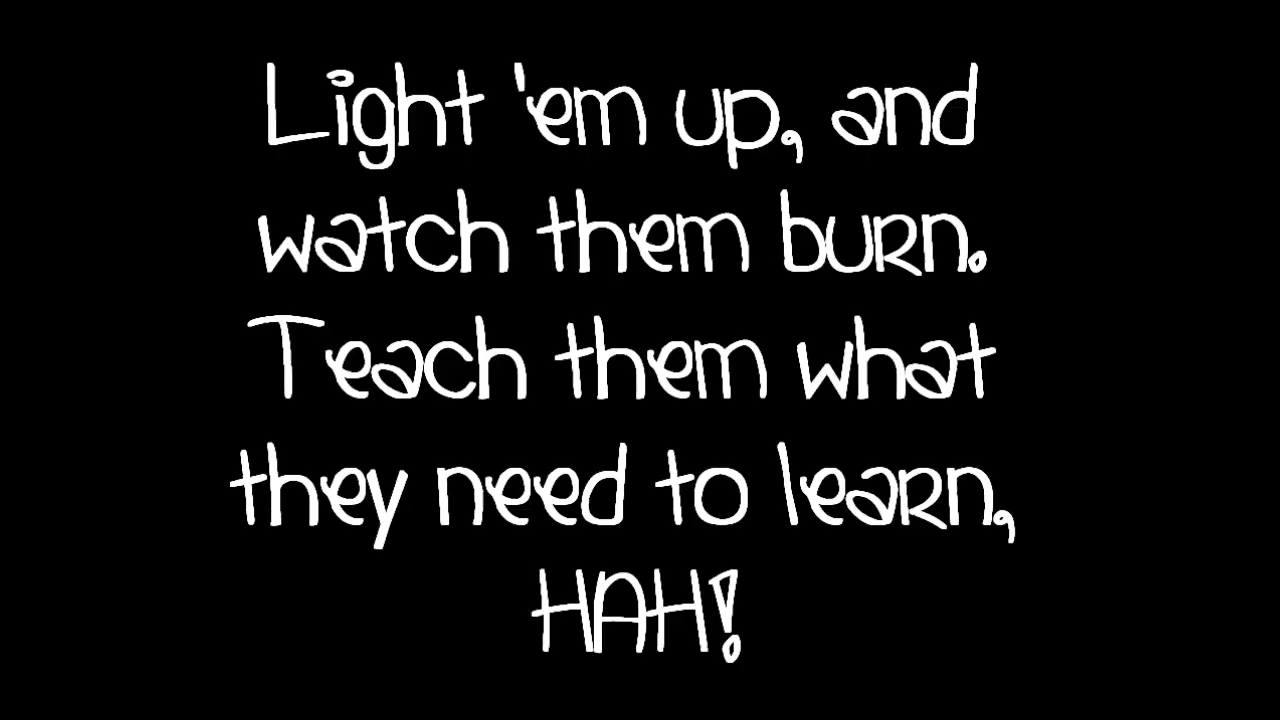 Light 'em up, and
watch them burn.
Teach them what
they need to learn,
HAH!